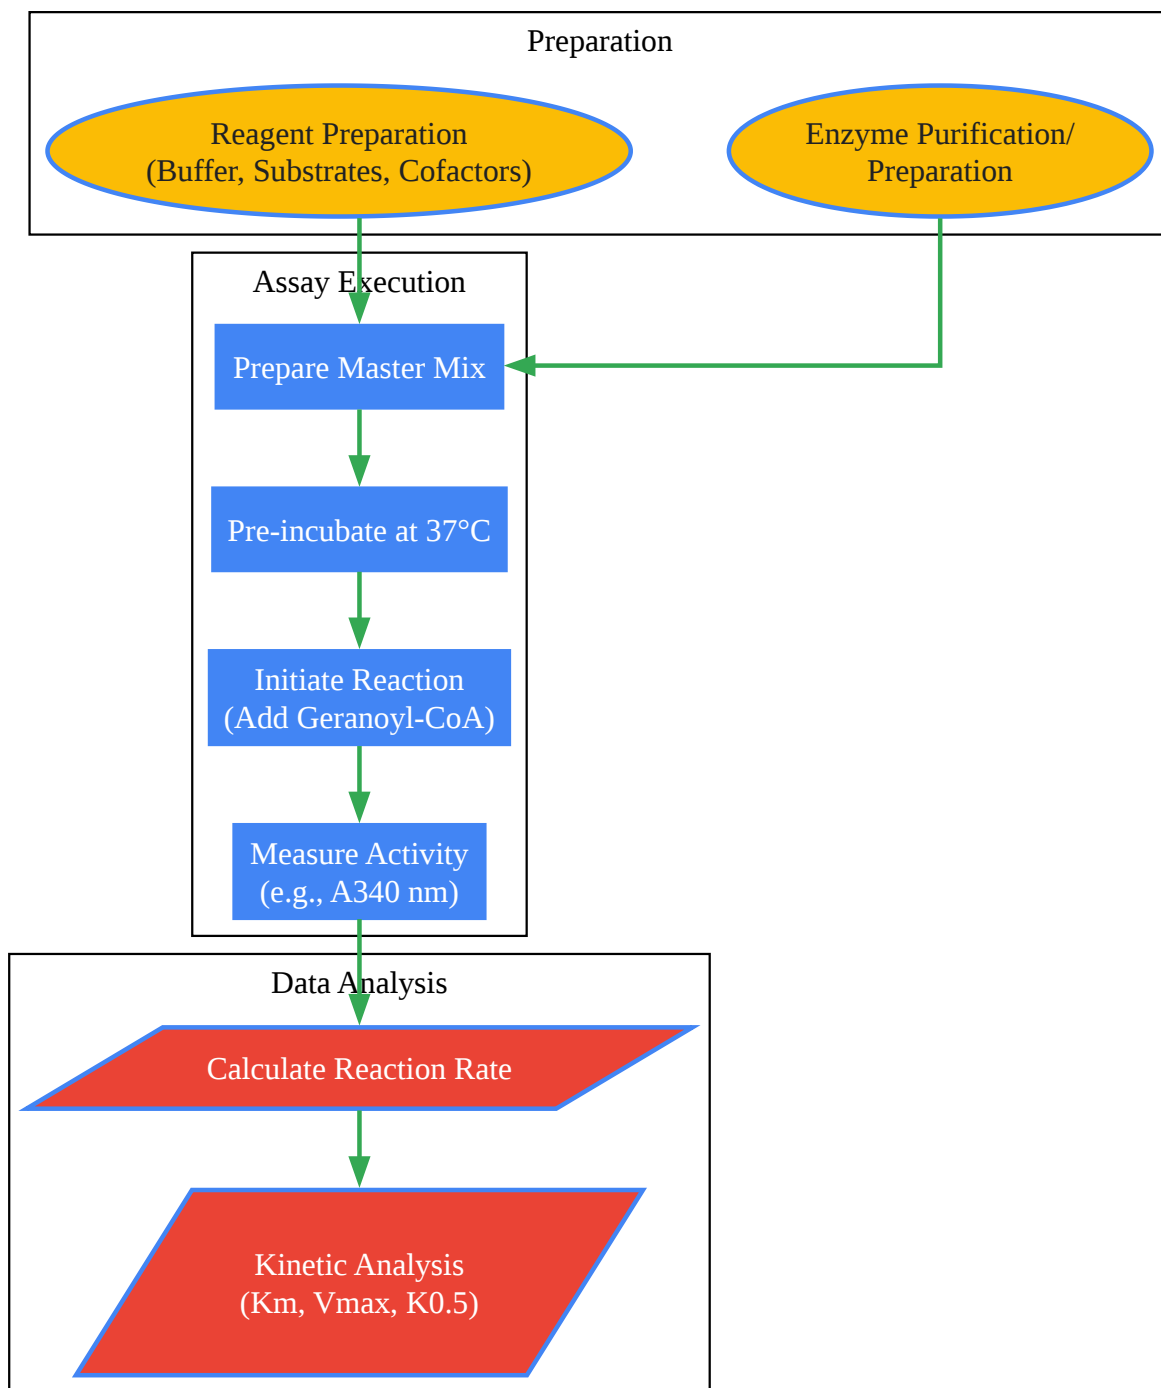 Preparation
Reagent Preparation
(Buffer, Substrates, Cofactors)
Enzyme Purification/
Preparation
Assay Execution
Prepare Master Mix
Pre-incubate at 37°C
Initiate Reaction
(Add Geranoyl-CoA)
Measure Activity
(e.g., A340 nm)
Data Analysis
Calculate Reaction Rate
Kinetic Analysis
(Km, Vmax, K0.5)